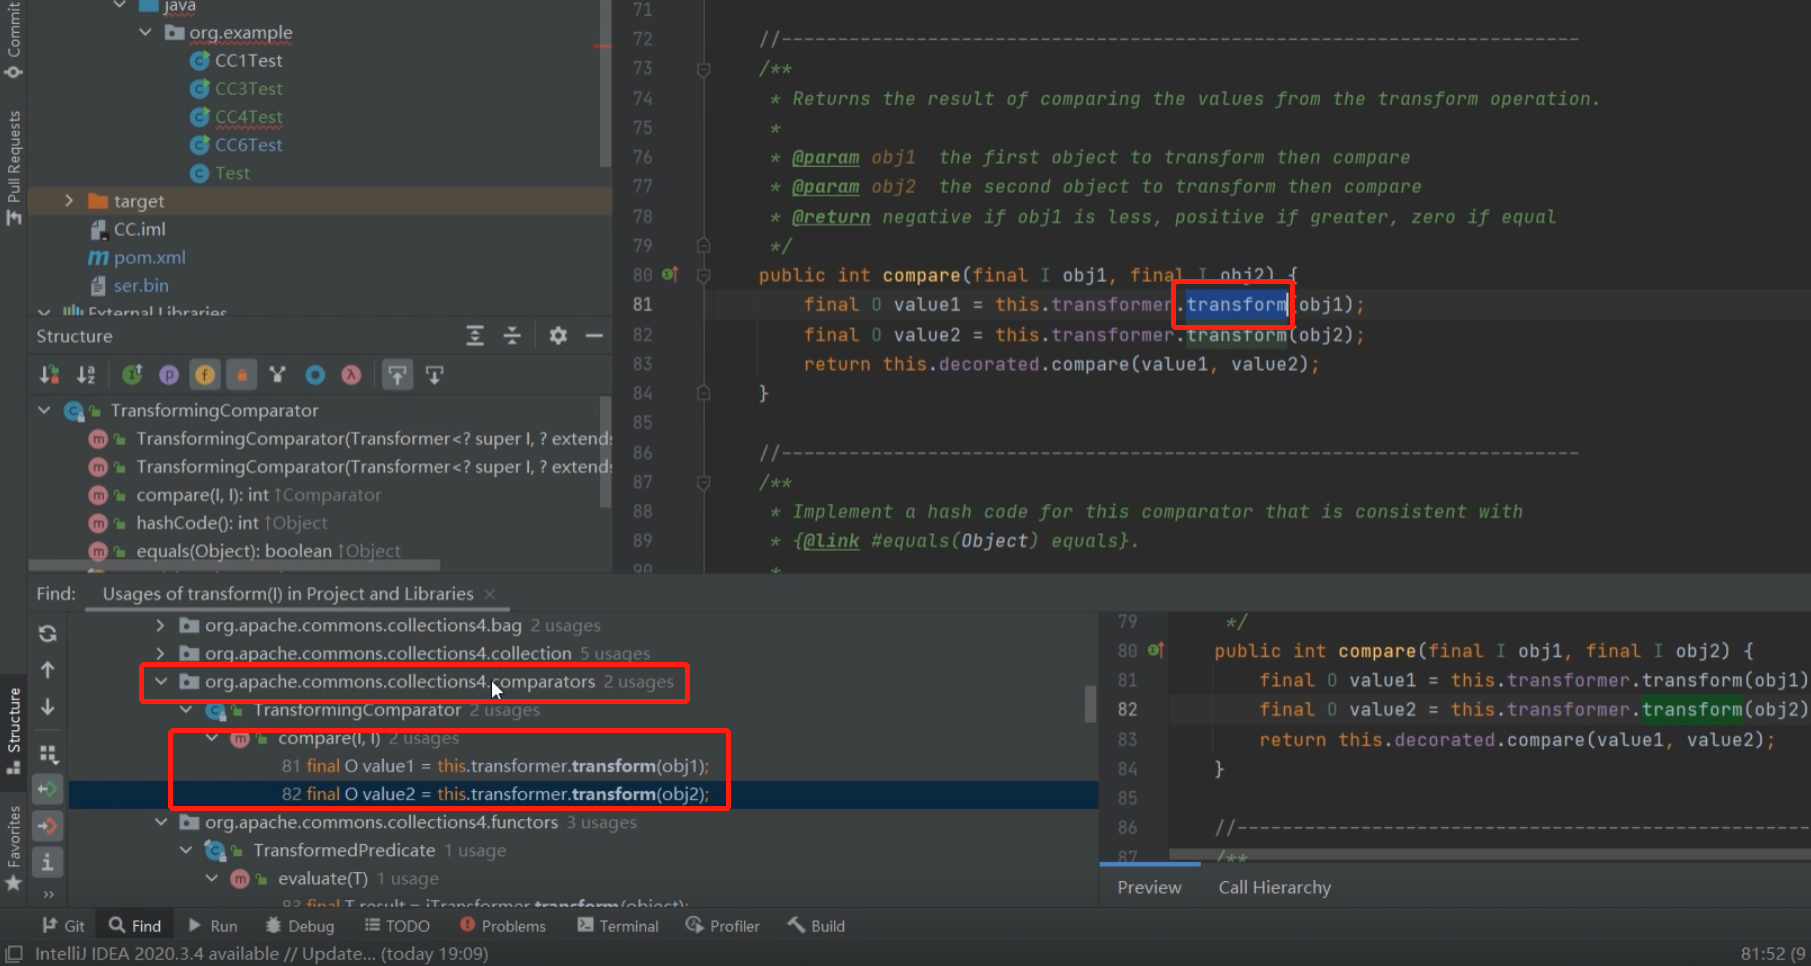 Commit
Pull Requests
Structure
Favorites
java
org.example
CC1Test
CC3Test
CC4Test
CC6Test
Test
target
CC.iml
pom.xml
ser.bin
External Libraries
Structure
TransformingComparator
TransformingComparator(Transformer<? super I, ? extends
TransformingComparator(Transformer<? super I, ? extends
compare(I, I): int ↑Comparator
hashCode(): int ↑Object
equals(Object): boolean ↑Object
71
72 //-----------------------------------------------------------------------
73 /**
74 * Returns the result of comparing the values from the transform operation.
75 *
76 * @param obj1  the first object to transform then compare
77 * @param obj2  the second object to transform then compare
78 * @return negative if obj1 is less, positive if greater, zero if equal
79 */
80 public int compare(final I obj1, final I obj2) {
81 final O value1 = this.transformer.transform(obj1);
82 final O value2 = this.transformer.transform(obj2);
83 return this.decorated.compare(value1, value2);
84 }
85
86 //-----------------------------------------------------------------------
87 /**
88 * Implement a hash code for this comparator that is consistent with
89 * {@link #equals(Object) equals}.
90 *
Find: Usages of transform(I) in Project and Libraries ×
org.apache.commons.collections4.bag 2 usages
org.apache.commons.collections4.collection 5 usages
org.apache.commons.collections4.comparators 2 usages
TransformingComparator 2 usages
compare(I, I) 2 usages
81 final O value1 = this.transformer.transform(obj1);
82 final O value2 = this.transformer.transform(obj2);
org.apache.commons.collections4.functors 3 usages
TransformedPredicate 1 usage
evaluate(T) 1 usage
83 final T result = iTransformer.transform(object);
79 */
80 public int compare(final I obj1, final I obj2) {
81 final O value1 = this.transformer.transform(obj1)
82 final O value2 = this.transformer.transform(obj2)
83 return this.decorated.compare(value1, value2);
84 }
85
86 //-----------------------------------------------------------------------
87 /**
Preview Call Hierarchy
Git Find Run Debug TODO Problems Terminal Profiler Build
IntelliJ IDEA 2020.3.4 available // Update... (today 19:09) 81:52 (9